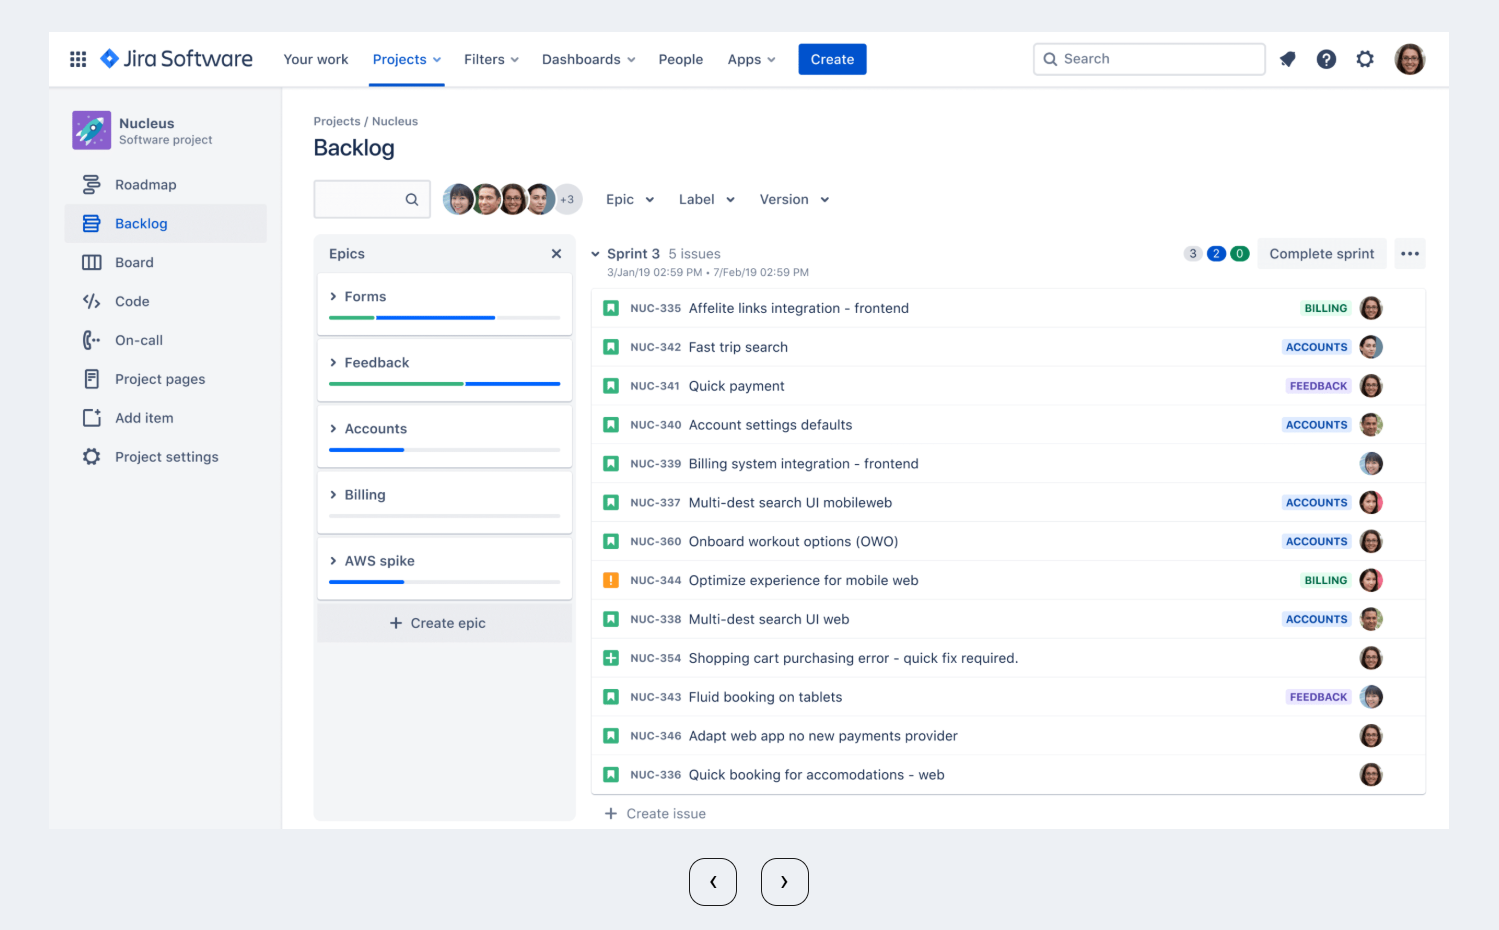 Jira Software
Your work
Projects
Filters
Dashboards
People
Apps
Create
Search
Nucleus
Software project
Roadmap
Backlog
Board
Code
On-call
Project pages
Add item
Project settings
Projects / Nucleus
Backlog
+3
Epic
Label
Version
Epics
Forms
Feedback
Accounts
Billing
AWS spike
+ Create epic
Sprint 3 5 issues
3/Jan/19 02:59 PM • 7/Feb/19 02:59 PM
3 2 0
Complete sprint
NUC-335 Affelite links integration - frontend BILLING
NUC-342 Fast trip search ACCOUNTS
NUC-341 Quick payment FEEDBACK
NUC-340 Account settings defaults ACCOUNTS
NUC-339 Billing system integration - frontend
NUC-337 Multi-dest search UI mobileweb ACCOUNTS
NUC-360 Onboard workout options (OWO) ACCOUNTS
NUC-344 Optimize experience for mobile web BILLING
NUC-338 Multi-dest search UI web ACCOUNTS
NUC-354 Shopping cart purchasing error - quick fix required.
NUC-343 Fluid booking on tablets FEEDBACK
NUC-346 Adapt web app no new payments provider
NUC-336 Quick booking for accomodations - web
+ Create issue